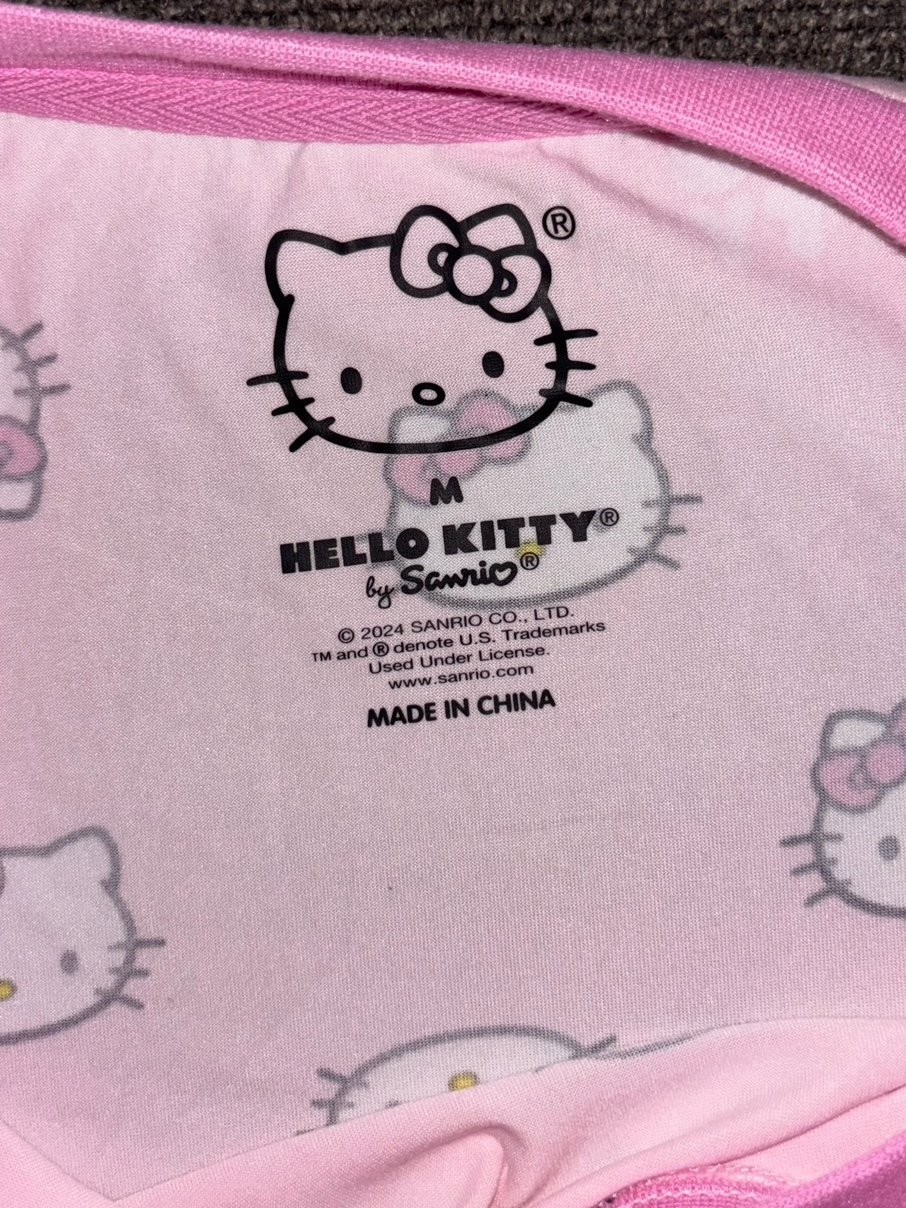 ®
M
HELLO KITTY®
by Sanrio®
© 2024 SANRIO CO., LTD.
TM and ® denote U.S. Trademarks
Used Under License.
www.sanrio.com
MADE IN CHINA